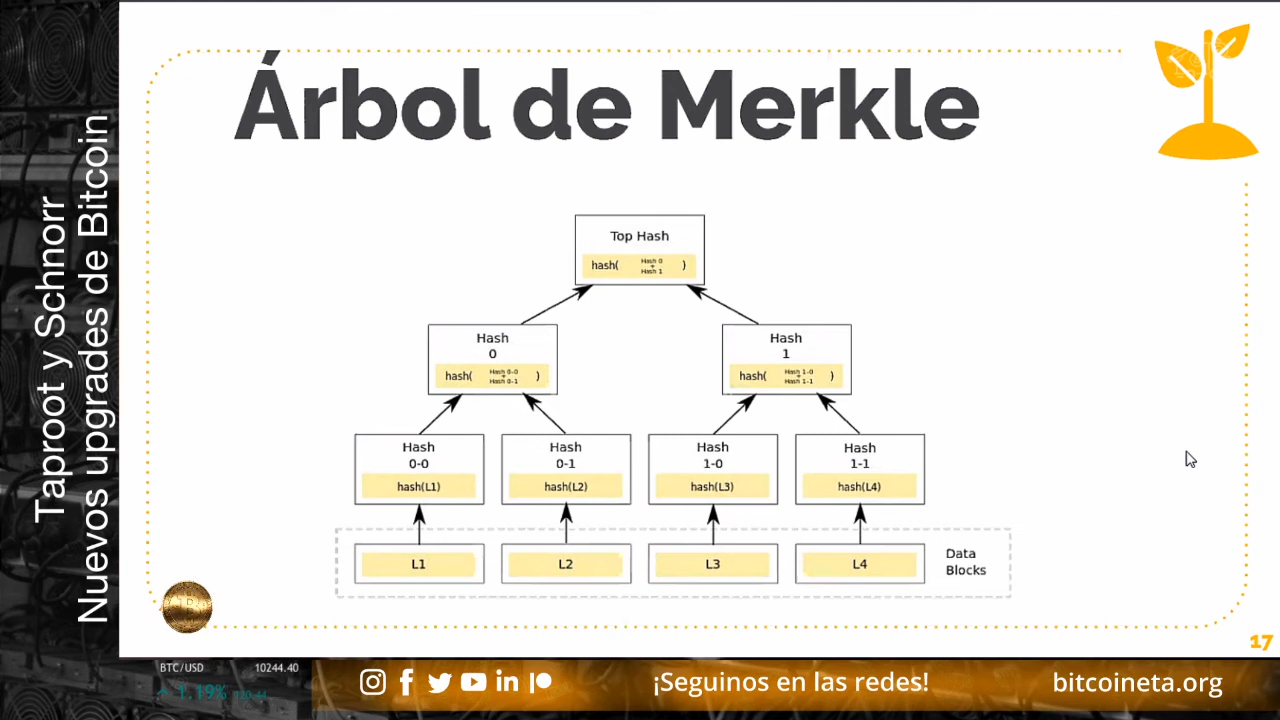 Taproot y Schnorr
Nuevos upgrades de Bitcoin
Árbol de Merkle
Top Hash
hash( Hash 0 + Hash 1 )
Hash
0
hash( Hash 0-0 + Hash 0-1 )
Hash
1
hash( Hash 1-0 + Hash 1-1 )
Hash
0-0
hash(L1)
Hash
0-1
hash(L2)
Hash
1-0
hash(L3)
Hash
1-1
hash(L4)
L1
L2
L3
L4
Data
Blocks
17
BTC/USD 10244.40
1.19% 120.44
¡Seguinos en las redes!
bitcoineta.org